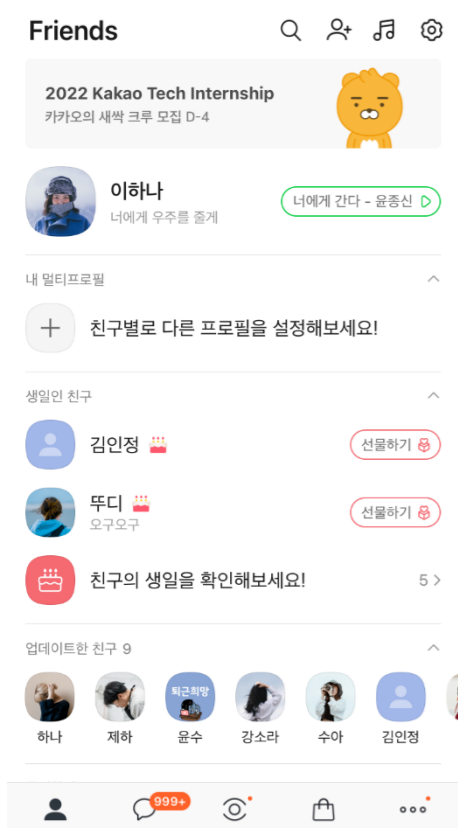 Friends
2022 Kakao Tech Internship
카카오의 새싹 크루 모집 D-4
이하나
너에게 우주를 줄게
너에게 간다 - 윤종신
내 멀티프로필
친구별로 다른 프로필을 설정해보세요!
생일인 친구
김인정
선물하기
뚜디
오구오구
선물하기
친구의 생일을 확인해보세요!
5
업데이트한 친구 9
퇴근희망
하나
제하
윤수
강소라
수아
김인정
999+